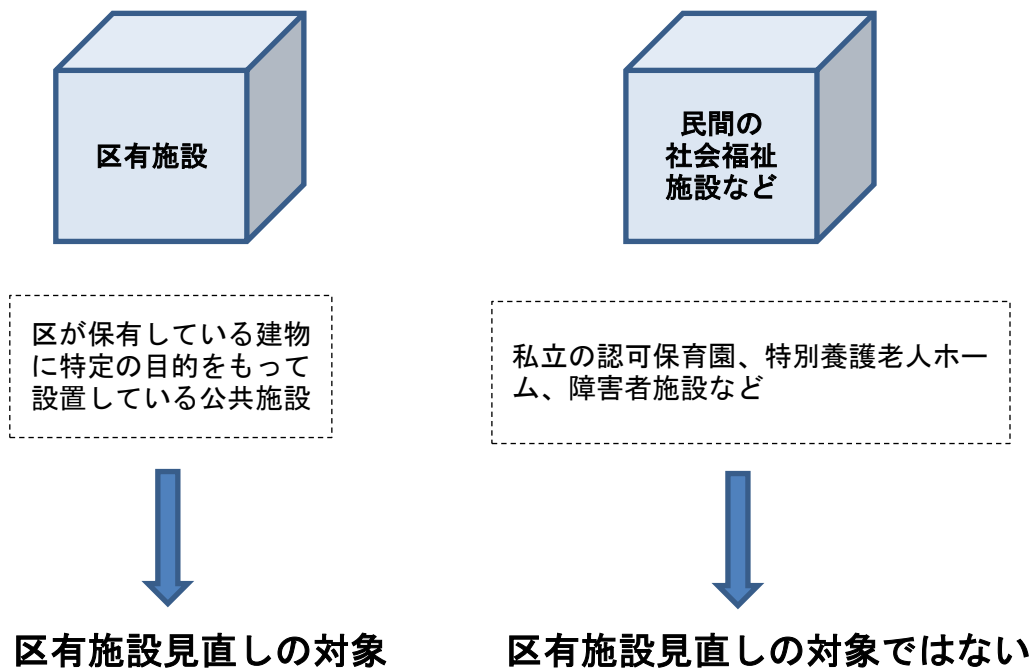 区有施設
民間の
社会福祉
施設など
区が保有している建物
に特定の目的をもって
設置している公共施設
私立の認可保育園、特別養護老人ホー
ム、障害者施設など
区有施設見直しの対象
区有施設見直しの対象ではない